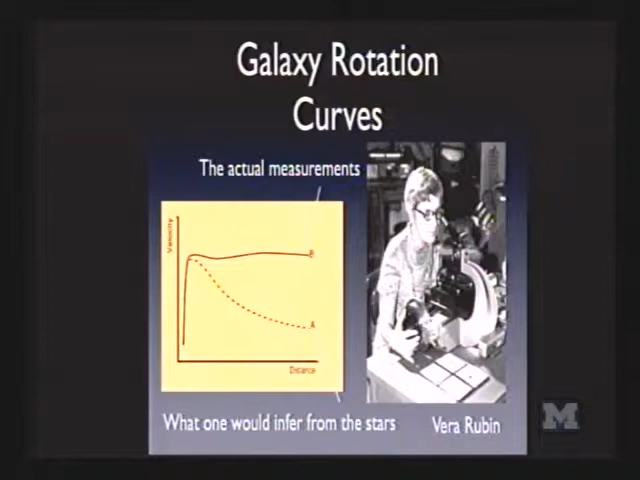 Galaxy Rotation
Curves
The actual measurements
Velocity
B
A
Distance
What one would infer from the stars
Vera Rubin
M